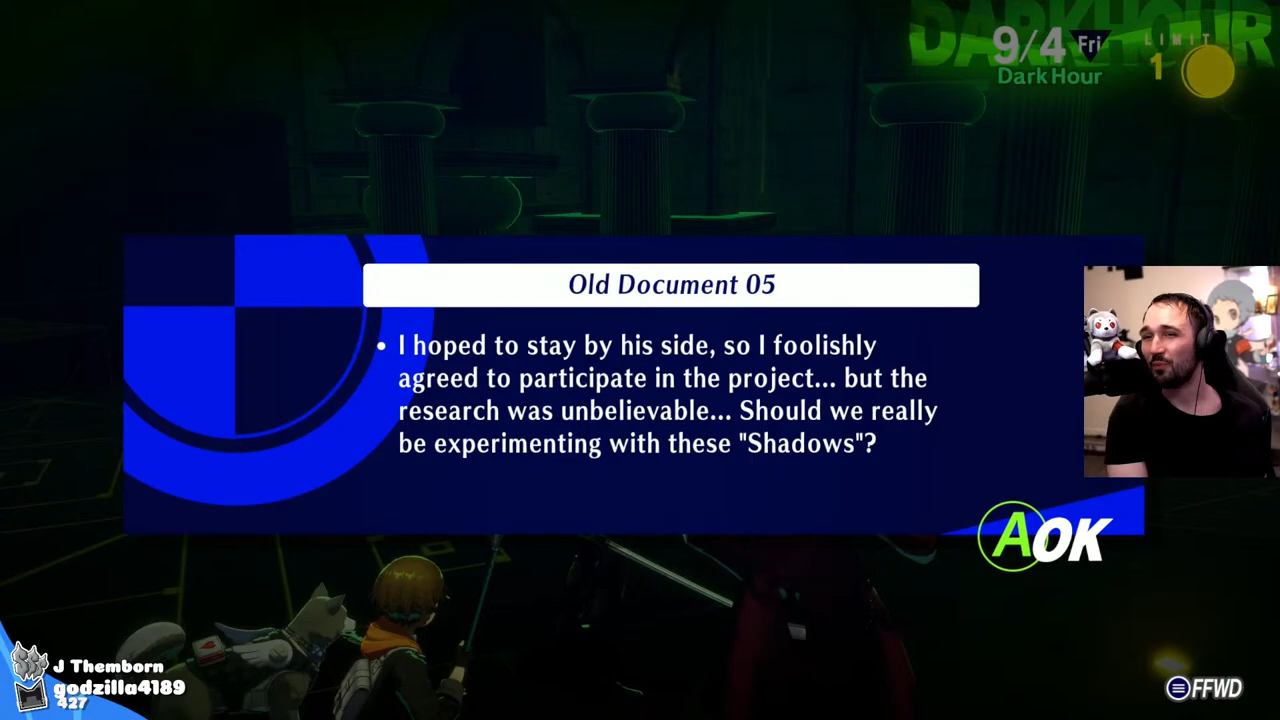 DARK HOUR
9/4 Fri
Dark Hour
LIMIT
1
Old Document 05
• I hoped to stay by his side, so I foolishly
agreed to participate in the project... but the
research was unbelievable... Should we really
be experimenting with these "Shadows"?
A OK
J Themborn
godzilla4189
427
FFWD